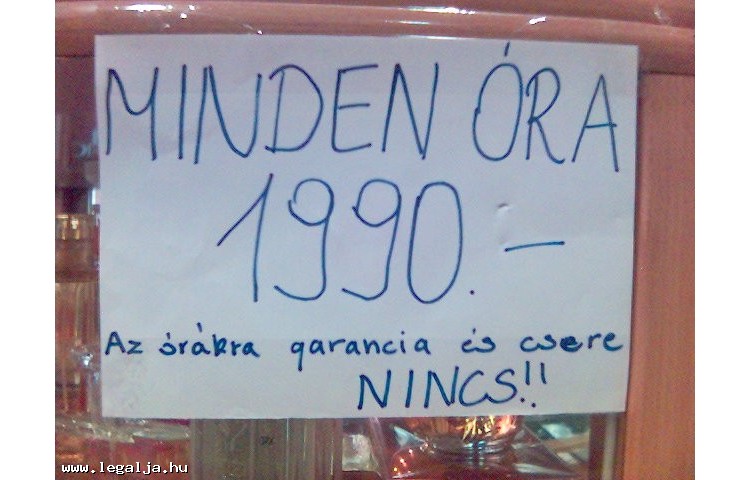 MINDEN ÓRA
1990.-
Az órákra garancia és csere
NINCS!!
www.legalja.hu